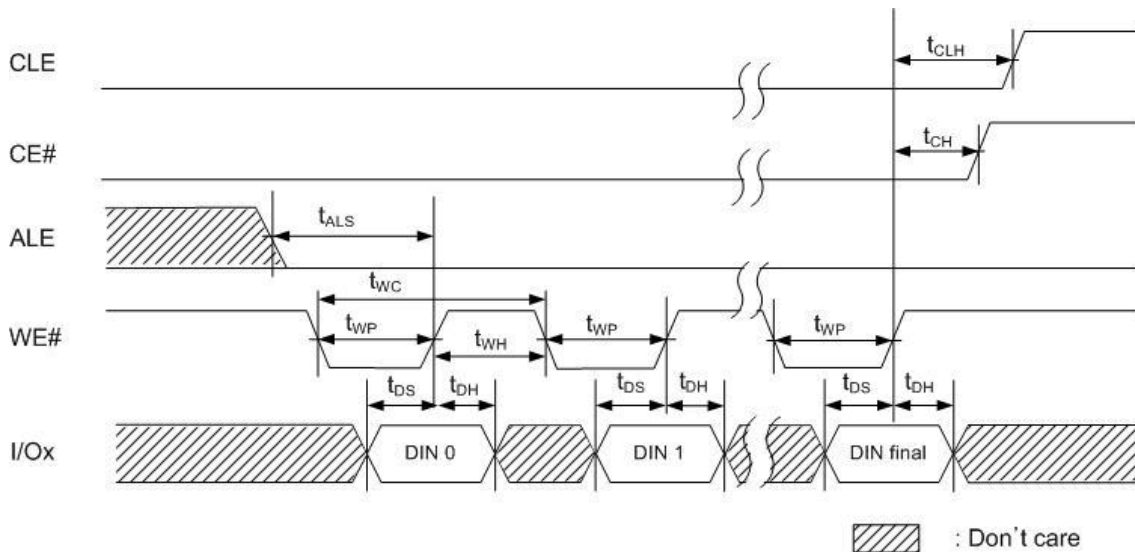 CLE
tCLH
CE#
tCH
ALE
tALS
tWC
WE#
tWP
tWH
tWP
tWP
tDS
tDH
tDS
tDH
tDS
tDH
I/Ox
DIN 0
DIN 1
DIN final
: Don`t care